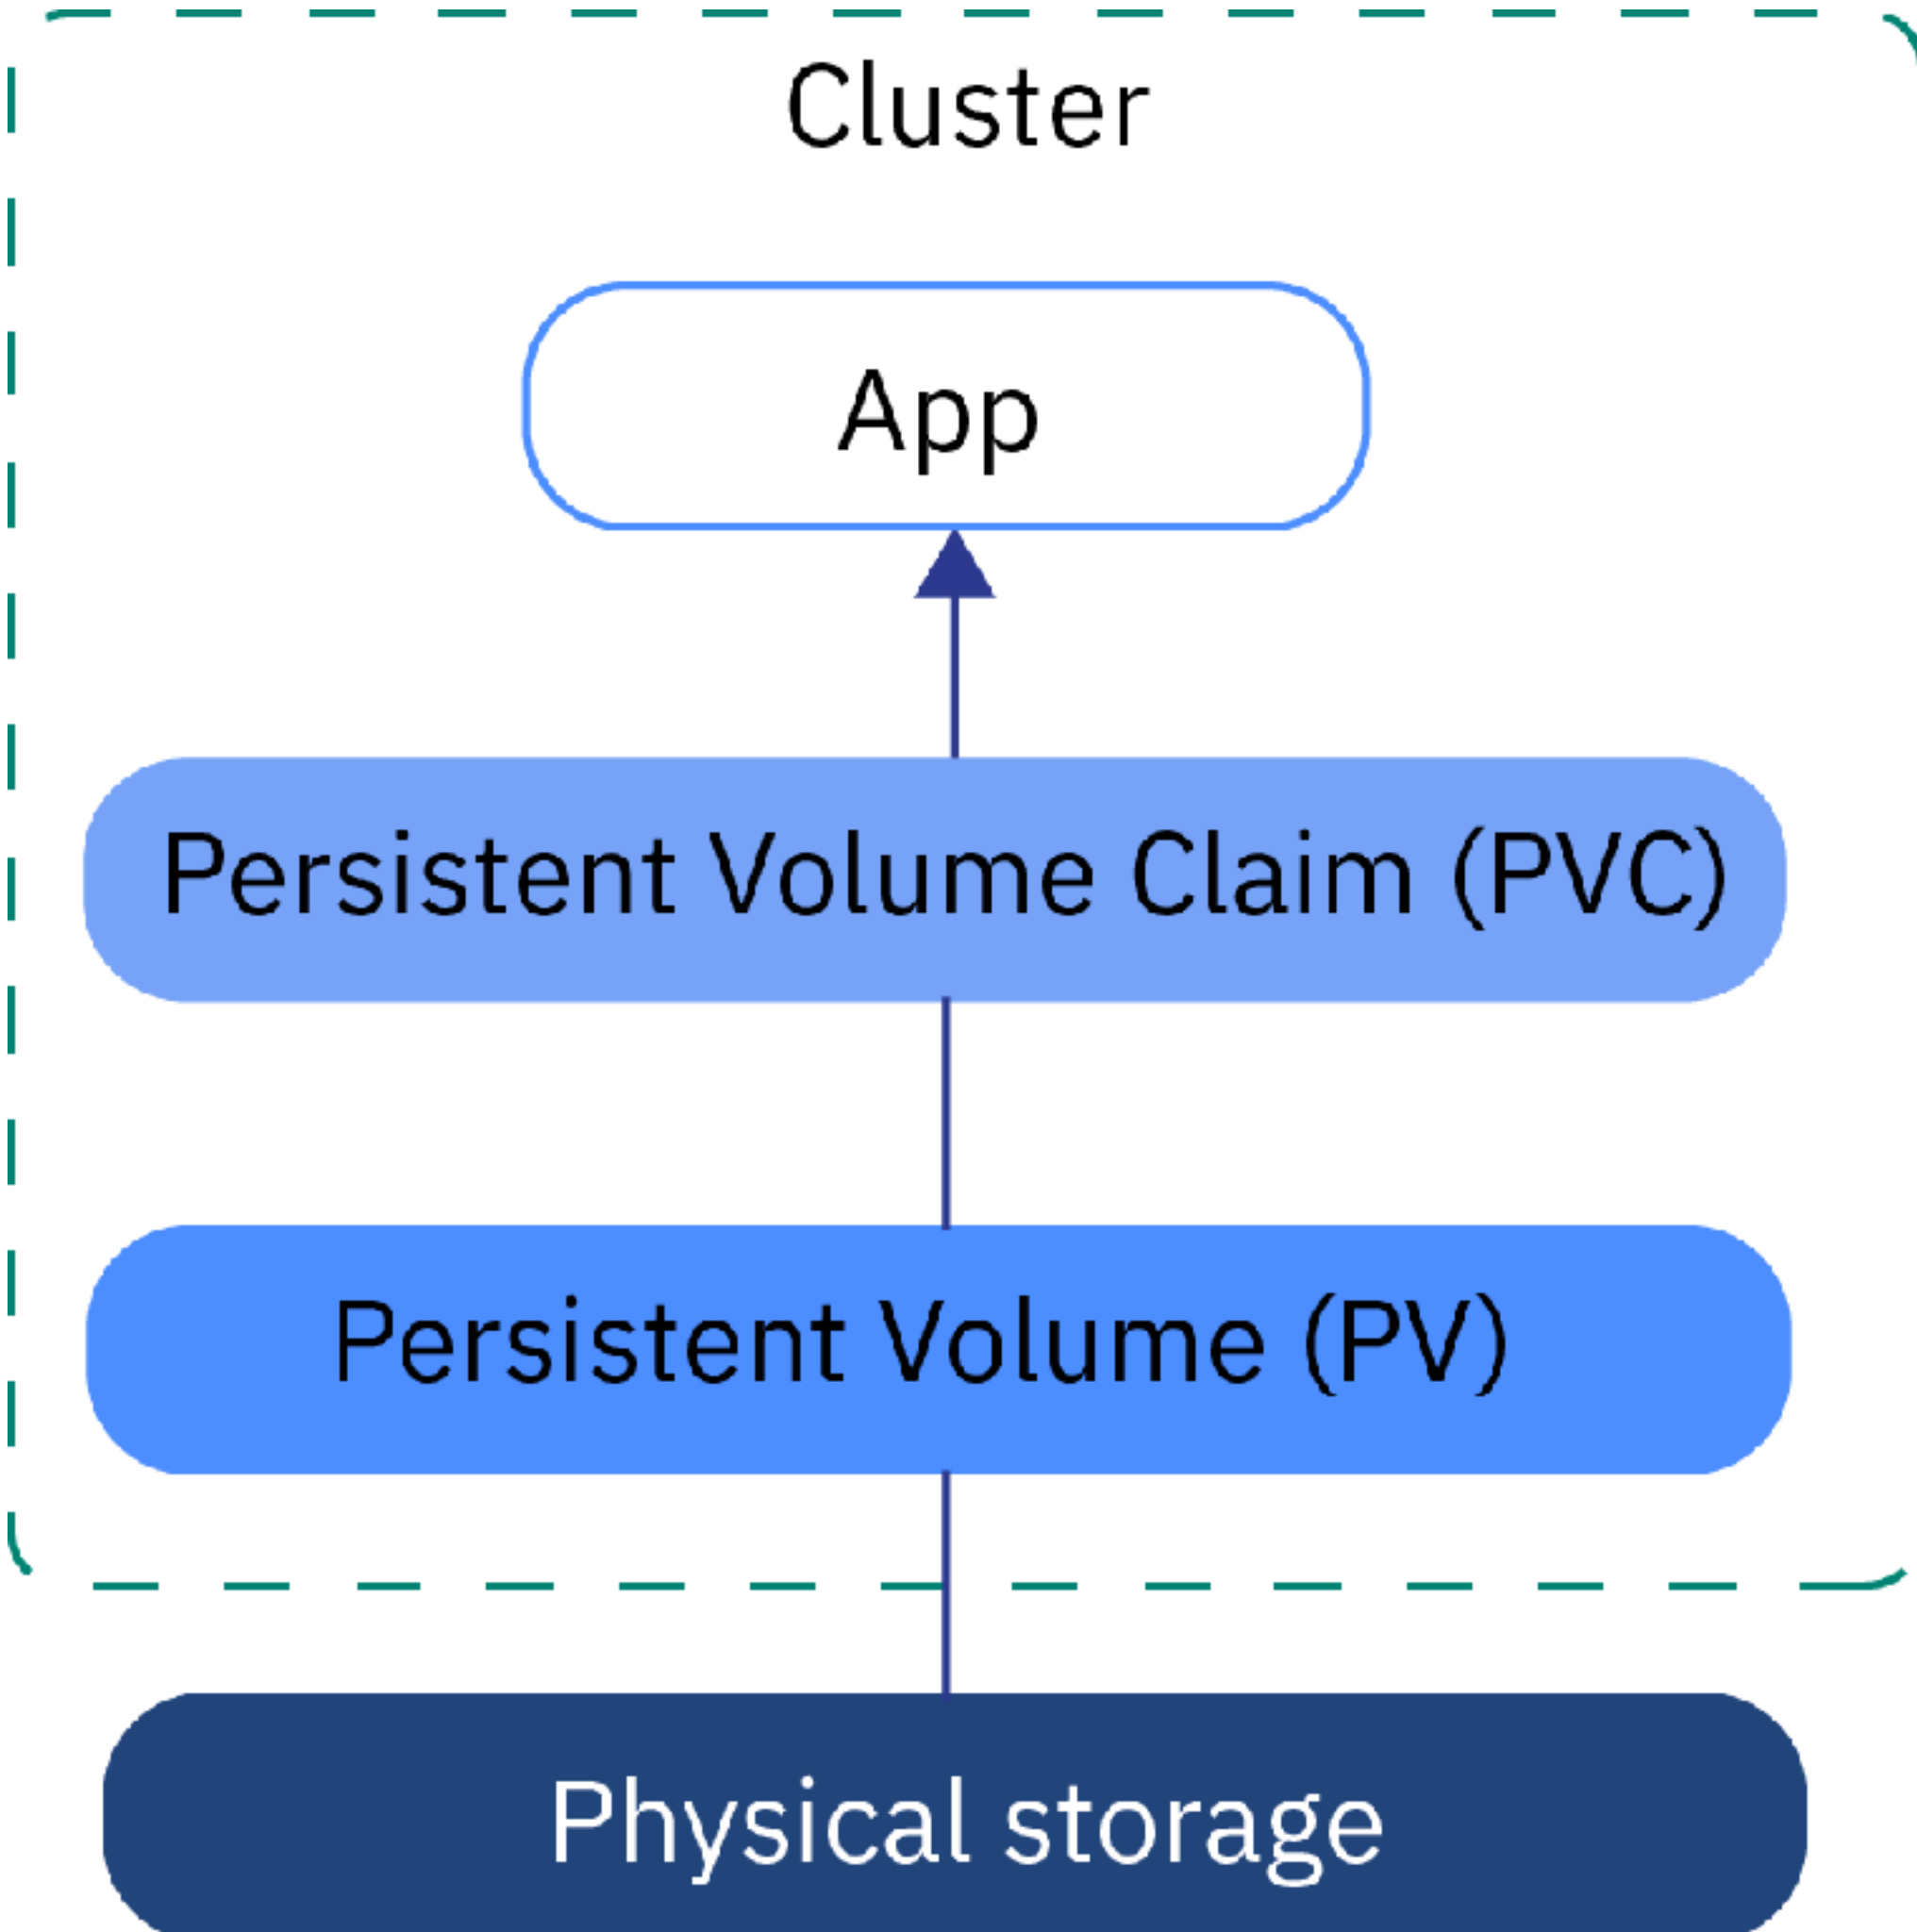 Cluster
App
Persistent Volume Claim (PVC)
Persistent Volume (PV)
Physical storage